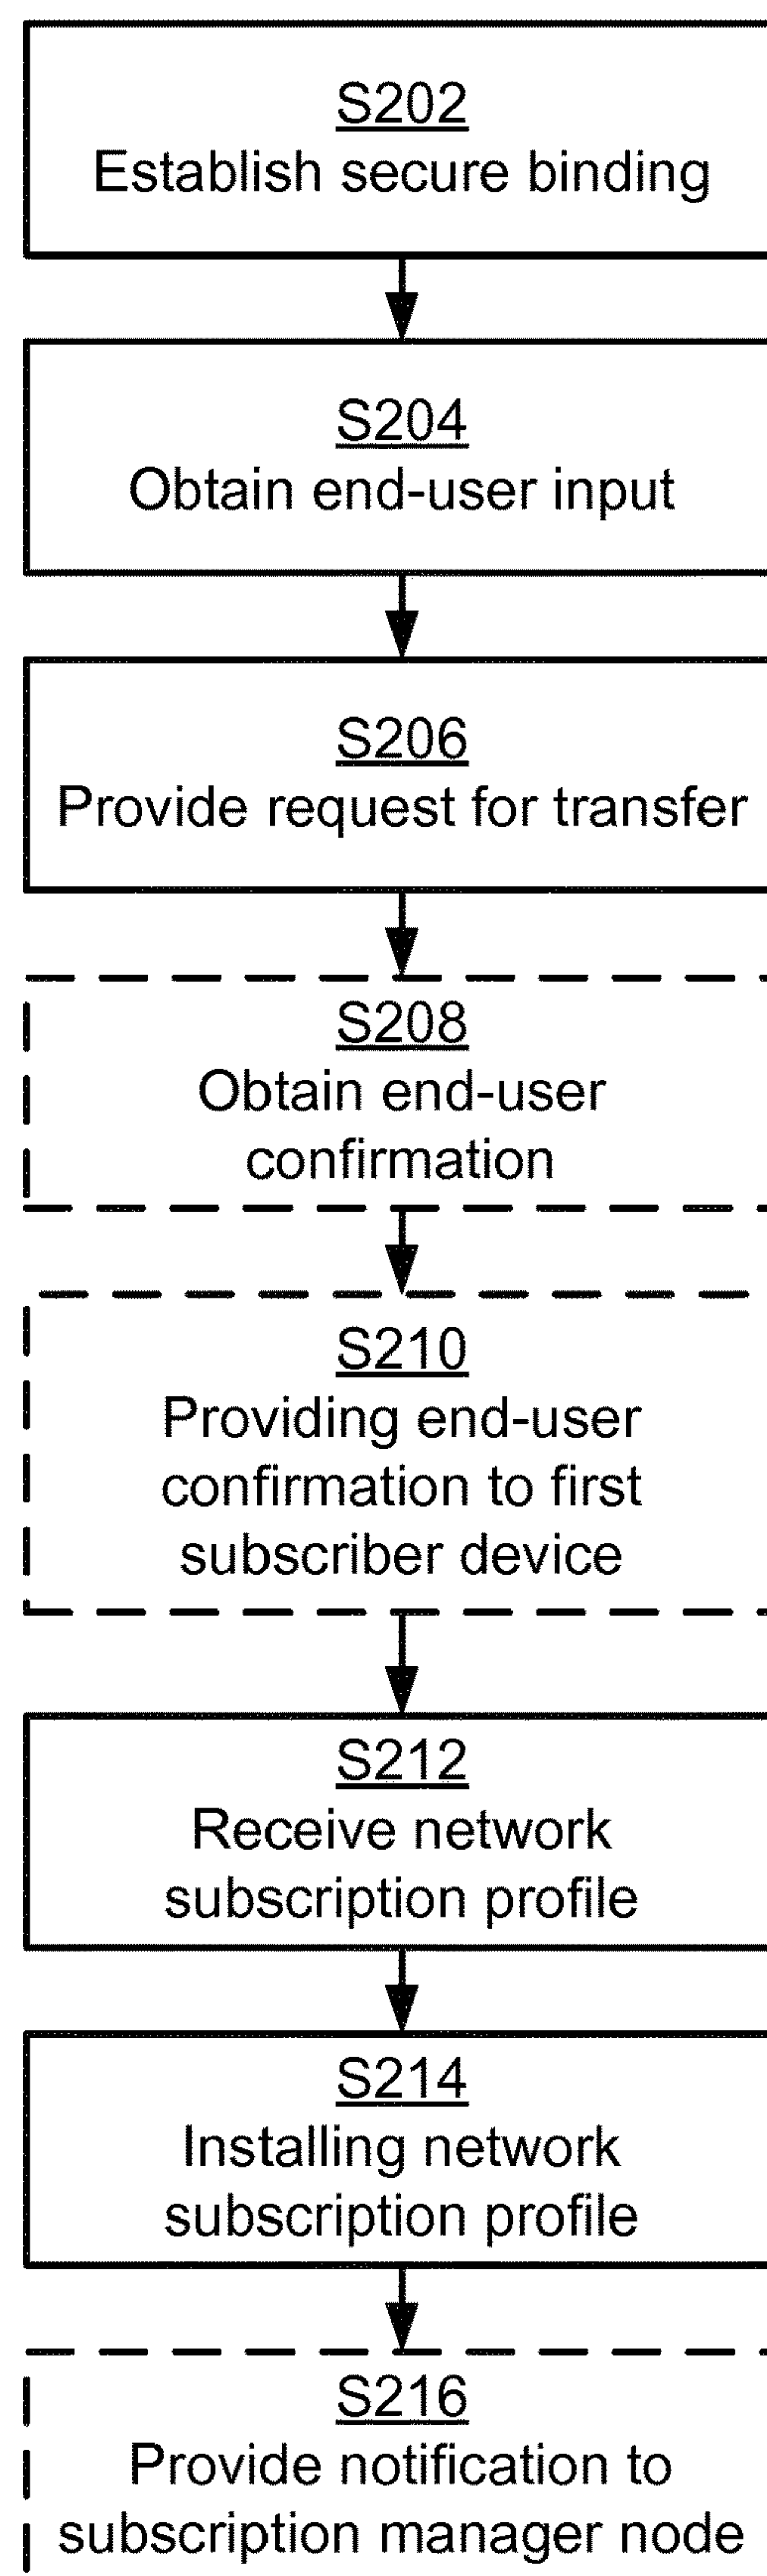 S202
Establish secure binding
S204
Obtain end-user input
S206
Provide request for transfer
S208
Obtain end-user
confirmation
S210
Providing end-user
confirmation to first
subscriber device
S212
Receive network
subscription profile
S214
Installing network
subscription profile
S216
Provide notification to
subscription manager node